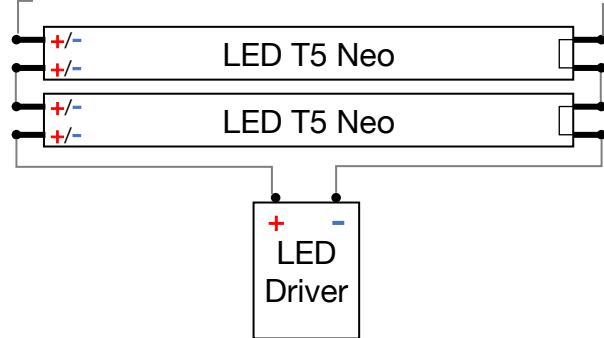 +/-
LED T5 Neo
+/-
+/-
LED T5 Neo
+/-
+ -
LED
Driver